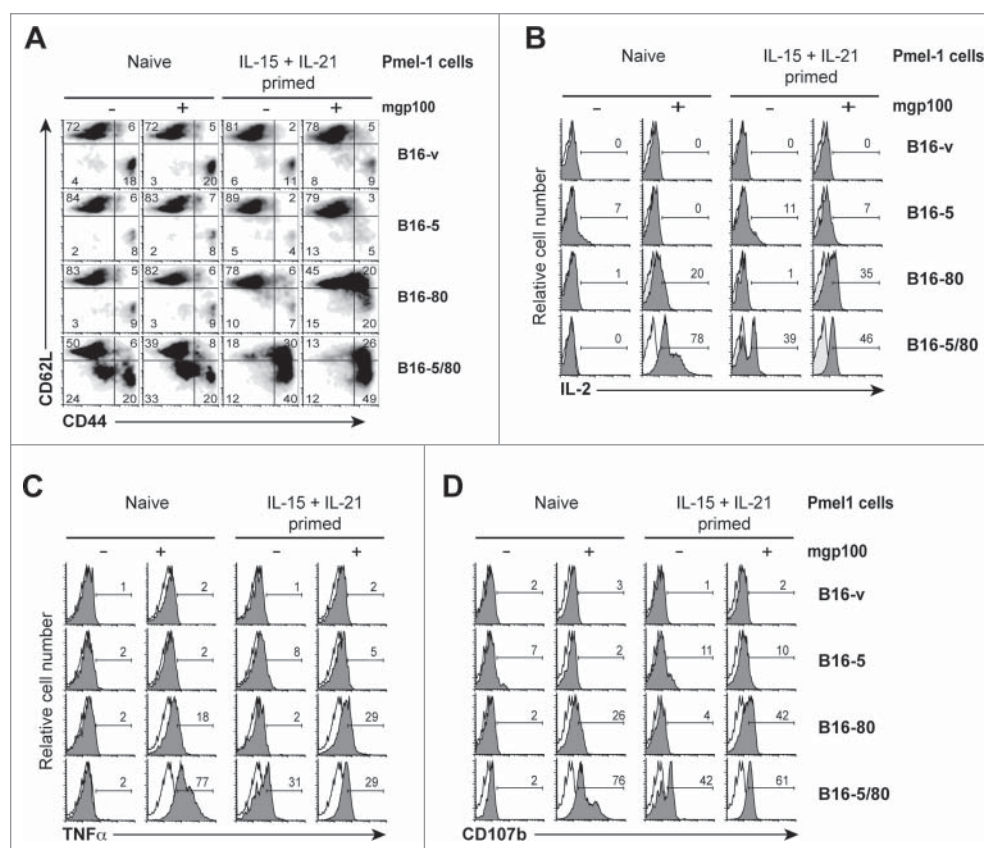 A
Naive
IL-15 + IL-21 primed
Pmel-1 cells
- + - + mgp100
72 6 72 5 81 2 78 5
B16-v
4 18 3 20 6 11 8 9
84 6 83 7 89 2 79 3
B16-5
2 8 2 8 5 4 13 5
83 5 82 6 78 6 45 20
B16-80
3 9 3 9 10 7 15 20
50 6 39 8 18 30 13 26
B16-5/80
24 20 33 20 12 40 12 49
CD62L
CD44
B
Naive
IL-15 + IL-21 primed
Pmel-1 cells
- + - + mgp100
0 0 0 0 B16-v
7 0 11 7 B16-5
1 20 1 35 B16-80
0 78 39 46 B16-5/80
Relative cell number
IL-2
C
Naive
IL-15 + IL-21 primed
- + - +
1 2 1 2
2 2 8 5
2 18 2 29
2 77 31 29
Relative cell number
TNFα
D
Naive
IL-15 + IL-21 primed
Pmel1 cells
- + - + mgp100
2 3 1 2 B16-v
7 2 11 10 B16-5
2 26 4 42 B16-80
2 76 42 61 B16-5/80
CD107b